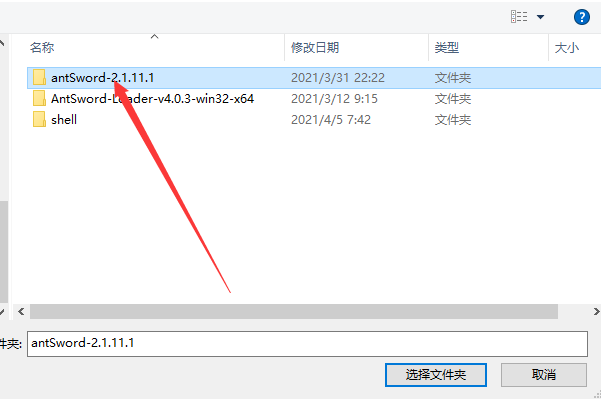 名称 修改日期 类型 大小
antSword-2.1.11.1 2021/3/31 22:22 文件夹
AntSword-Loader-v4.0.3-win32-x64 2021/3/12 9:15 文件夹
shell 2021/4/5 7:42 文件夹
件夹: antSword-2.1.11.1
选择文件夹 取消